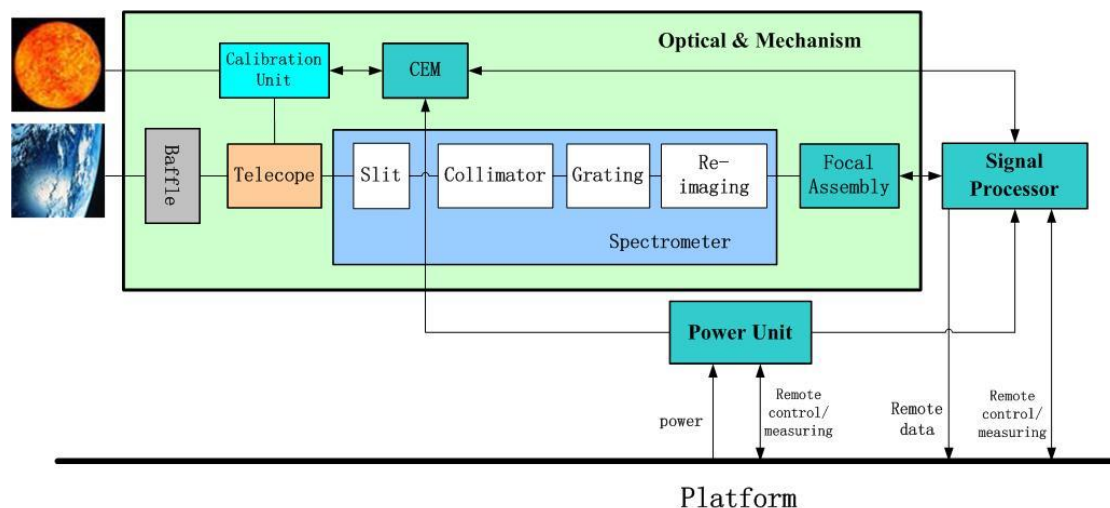 Optical & Mechanism
Calibration
Unit
CEM
Baffle
Telecope
Slit
Collimator
Grating
Re-
imaging
Focal
Assembly
Signal
Processor
Spectrometer
Power Unit
power
Remote
control/
measuring
Remote
data
Remote
control/
measuring
Platform